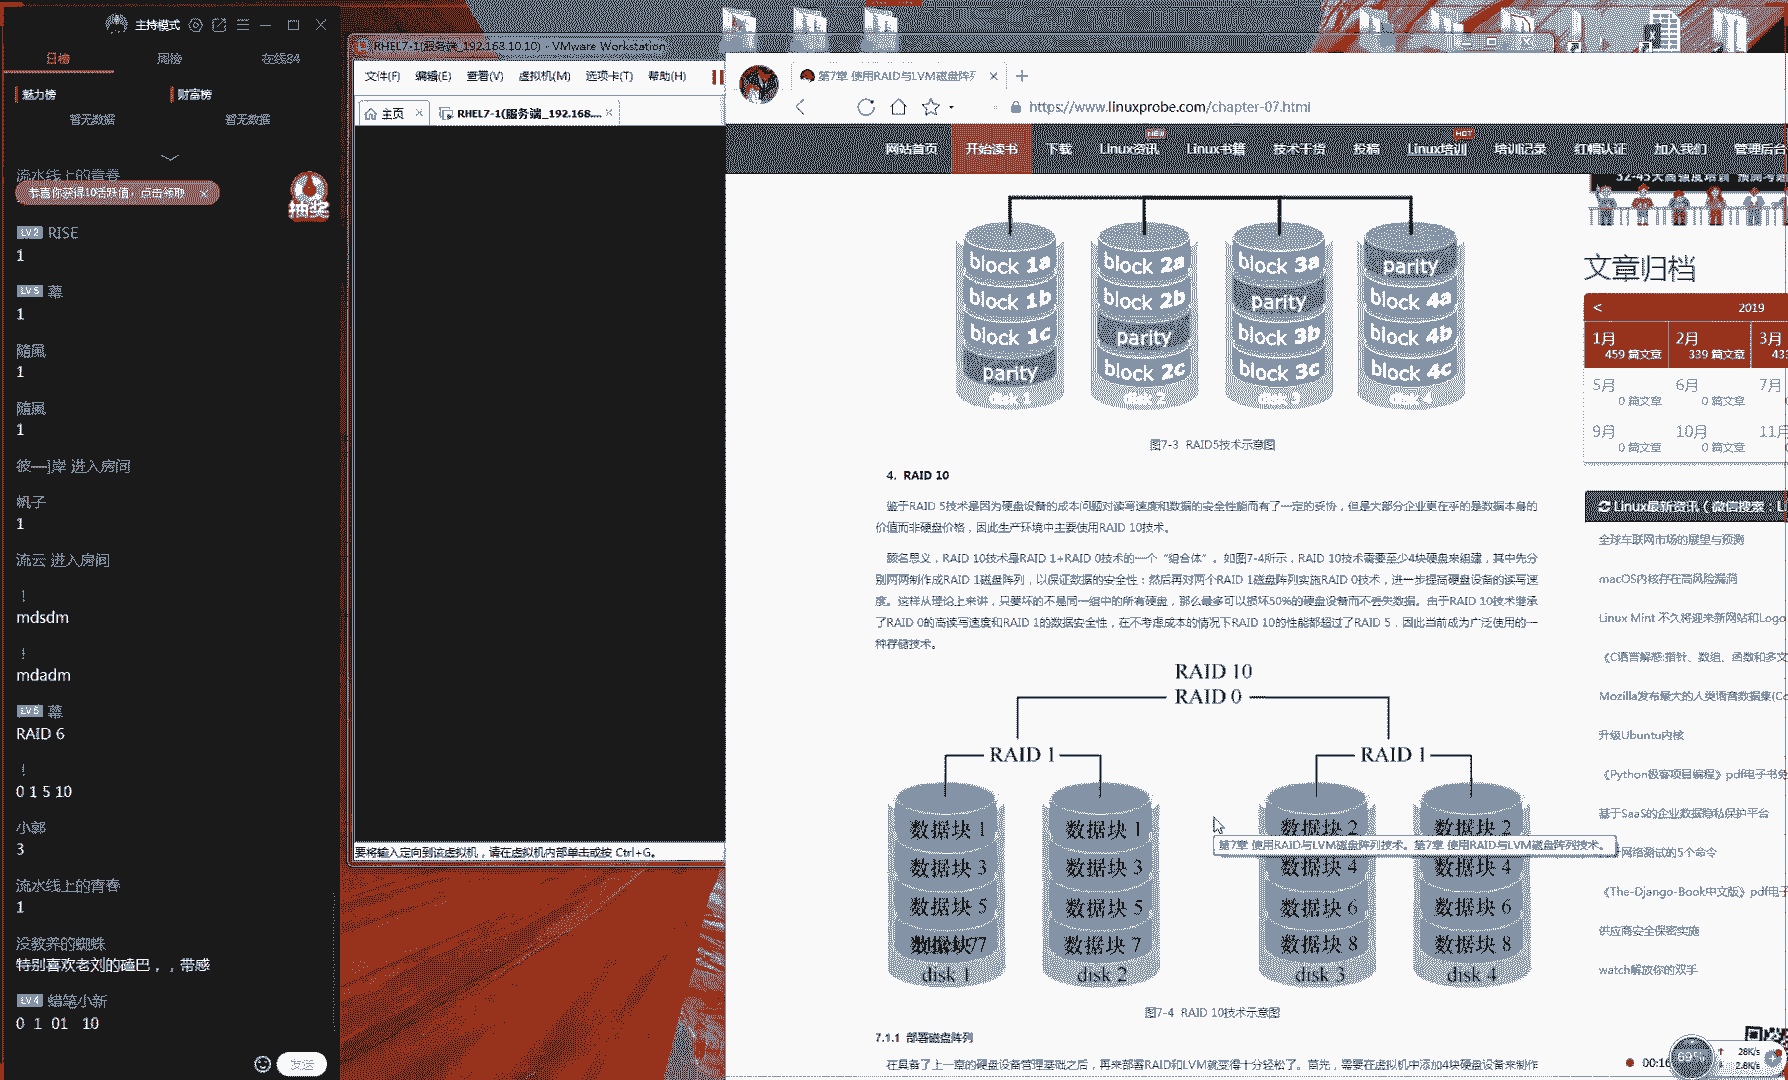 主持模式
日榜
周榜
在线84
魅力榜
财富榜
暂无数据
暂无数据
流水线上的青春
恭喜你获得10活跃值，点击领取
抽奖
LV2 RISE
1
LV5 幕
1
随風
1
随風
1
彼—]岸 进入房间
帆子
1
流云 进入房间
！
mdsdm
！
mdadm
LV5 幕
RAID 6
！
0 1 5 10
小郭
3
流水线上的青春
1
没教养的蜘蛛
特别喜欢老刘的磕巴，，带感
LV4 蜡笔小新
0 1 01 10
发送
RHEL7-1(服务端_192.168.10.10) - VMware Workstation
文件(F) 编辑(E) 查看(V) 虚拟机(M) 选项卡(T) 帮助(H)
主页
RHEL7-1(服务端_192.168....
要将输入定向到该虚拟机，请在虚拟机内部单击或按 Ctrl+G。
第7章 使用RAID与LVM磁盘阵列
https://www.linuxprobe.com/chapter-07.html
网站首页 开始读书 下载 Linux资讯 NEW Linux书籍 技术干货 投稿 Linux培训 HOT 培训记录 红帽认证 加入我们 管理后台
block 1a
block 2a
block 3a
parity
block 1b
block 2b
parity
block 4a
block 1c
parity
block 3b
block 4b
parity
block 2c
block 3c
block 4c
disk 1
disk 2
disk 3
disk 4
图7-3 RAID5技术示意图
4. RAID 10
鉴于RAID 5技术是因为硬盘设备的成本问题对读写速度和数据的安全性能而有了一定的妥协，但是大部分企业更在乎的是数据本身的
价值而非硬盘价格，因此生产环境中主要使用RAID 10技术。
顾名思义，RAID 10技术是RAID 1+RAID 0技术的一个“组合体”。如图7-4所示，RAID 10技术需要至少4块硬盘来组建，其中先分
别两两制作成RAID 1磁盘阵列，以保证数据的安全性；然后再对两个RAID 1磁盘阵列实施RAID 0技术，进一步提高硬盘设备的读写速
度。这样从理论上来讲，只要坏的不是同一组中的所有硬盘，那么最多可以损坏50%的硬盘设备而不丢失数据。由于RAID 10技术继承
了RAID 0的高读写速度和RAID 1的数据安全性，在不考虑成本的情况下RAID 10的性能都超过了RAID 5，因此当前成为广泛使用的一
种存储技术。
RAID 10
RAID 0
RAID 1
RAID 1
数据块 1
数据块 1
数据块 2
数据块 2
第7章 使用RAID与LVM磁盘阵列技术。第7章 使用RAID与LVM磁盘阵列技术。
数据块 3
数据块 3
数据块 4
数据块 4
数据块 5
数据块 5
数据块 6
数据块 6
数据块 7
数据块 7
数据块 8
数据块 8
disk 1
disk 2
disk 3
disk 4
图7-4 RAID 10技术示意图
7.1.1 部署磁盘阵列
在具备了上一章的硬盘设备管理基础之后，再来部署RAID和LVM就变得十分轻松了。首先，需要在虚拟机中添加4块硬盘设备来制作
文章归档
< 2019
1月
459 篇文章
2月
339 篇文章
3月
5月
0 篇文章
6月
0 篇文章
7月
9月
0 篇文章
10月
0 篇文章
Linux最新资讯（微信搜索：
全球车联网市场的展望与预测
macOS内核存在高风险漏洞
Linux Mint 不久将迎来新网站和Logo
《C语言解惑:指针、数组、函数和多文
Mozilla发布最大的人类语音数据集(Co
升级Ubuntu内核
《Python极客项目编程》pdf电子书免
基于SaaS的企业数据隐私保护平台
网络测试的5个命令
《The-Django-Book中文版》pdf电子
供应商安全保密实施
watch解放你的双手
00:16
69%
28K/s
2.8K/s